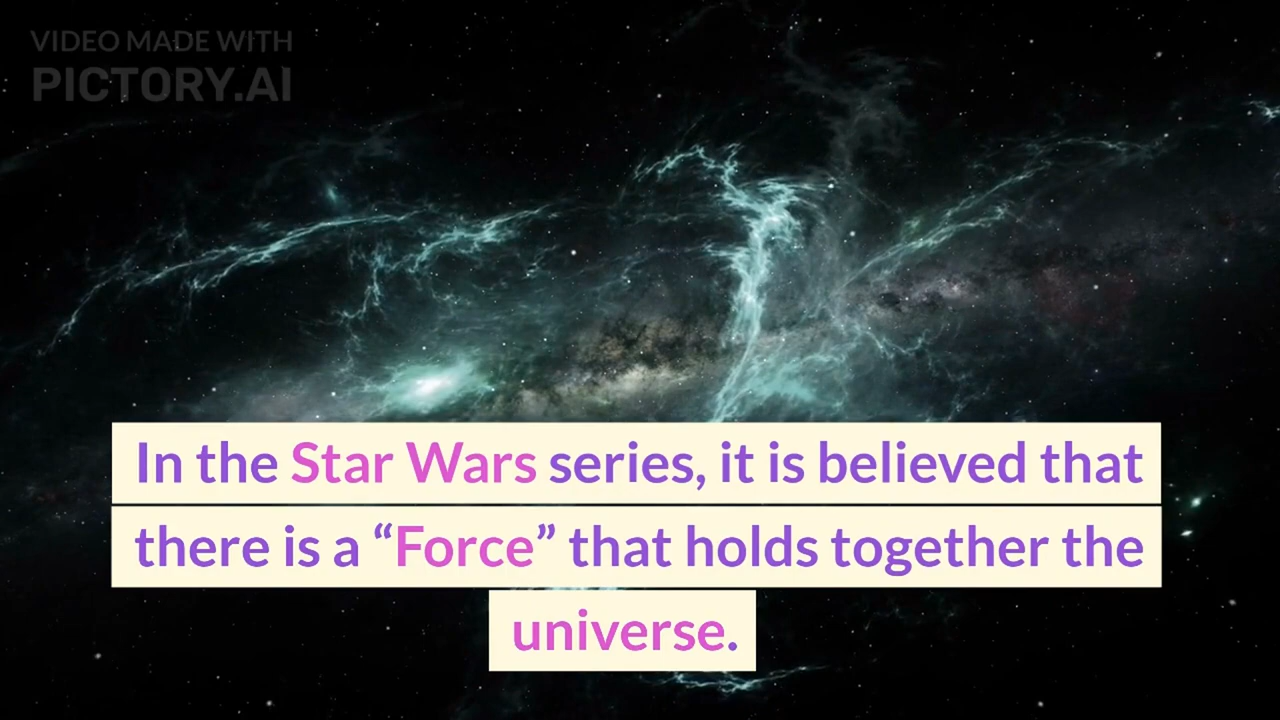 VIDEO MADE WITH
PICTORY.AI
In the Star Wars series, it is believed that
there is a “Force” that holds together the
universe.